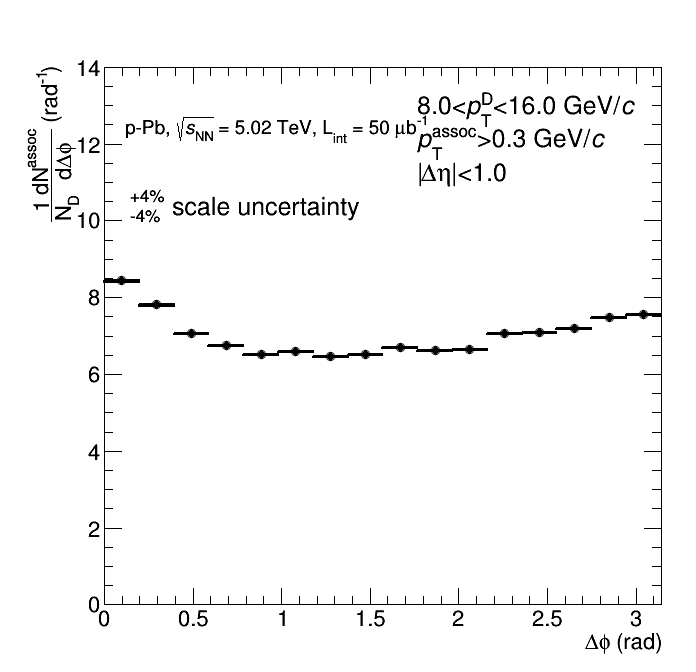 1 dN^assoc
N_D dΔφ (rad^-1)
14
12
10
8
6
4
2
0
p-Pb, √s_NN = 5.02 TeV, L_int = 50 μb^-1
8.0<p_T^D<16.0 GeV/c
p_T^assoc>0.3 GeV/c
|Δη|<1.0
+4%
-4% scale uncertainty
0 0.5 1 1.5 2 2.5 3
Δφ (rad)